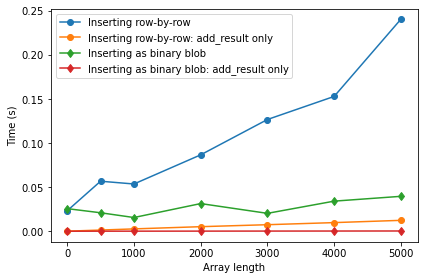 Inserting row-by-row
Inserting row-by-row: add_result only
Inserting as binary blob
Inserting as binary blob: add_result only
0.25
0.20
0.15
0.10
0.05
0.00
Time (s)
0 1000 2000 3000 4000 5000
Array length